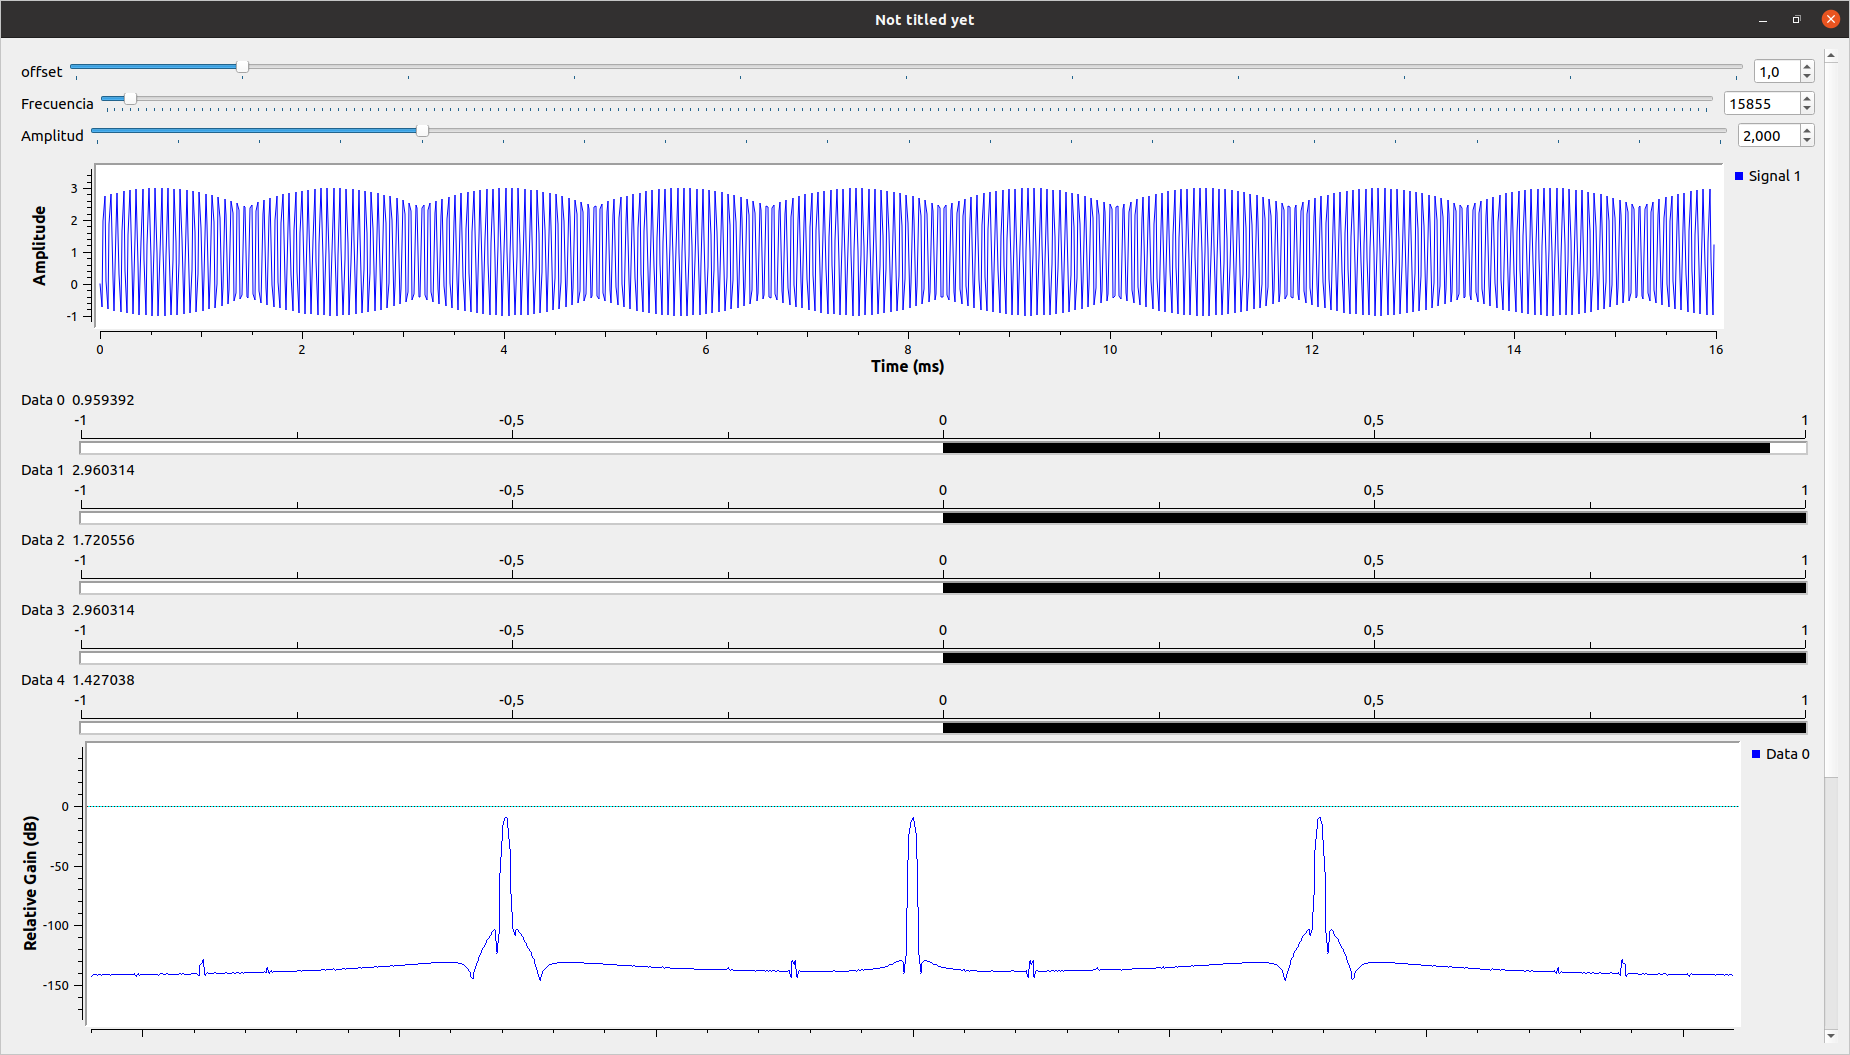 Not titled yet
offset 1,0
Frecuencia 15855
Amplitud 2,000
Signal 1
Amplitude
3
2
1
0
-1
0 2 4 6 8 10 12 14 16
Time (ms)
Data 0 0.959392
-1 -0,5 0 0,5 1
Data 1 2.960314
-1 -0,5 0 0,5 1
Data 2 1.720556
-1 -0,5 0 0,5 1
Data 3 2.960314
-1 -0,5 0 0,5 1
Data 4 1.427038
-1 -0,5 0 0,5 1
Data 0
Relative Gain (dB)
0
-50
-100
-150